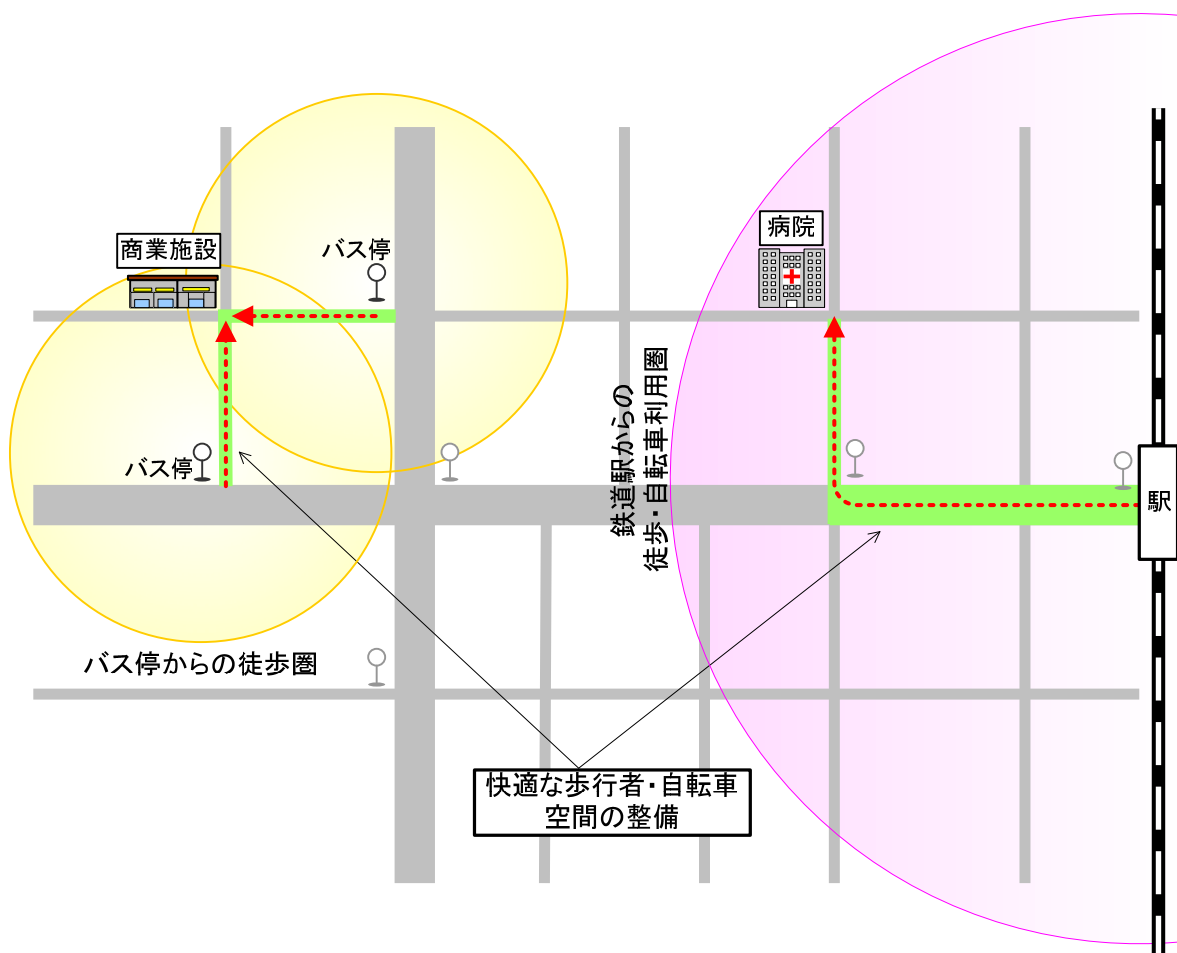 商業施設
バス停
病院
バス停
鉄道駅からの
徒歩・自転車利用圏
駅
バス停からの徒歩圏
快適な歩行者・自転車
空間の整備